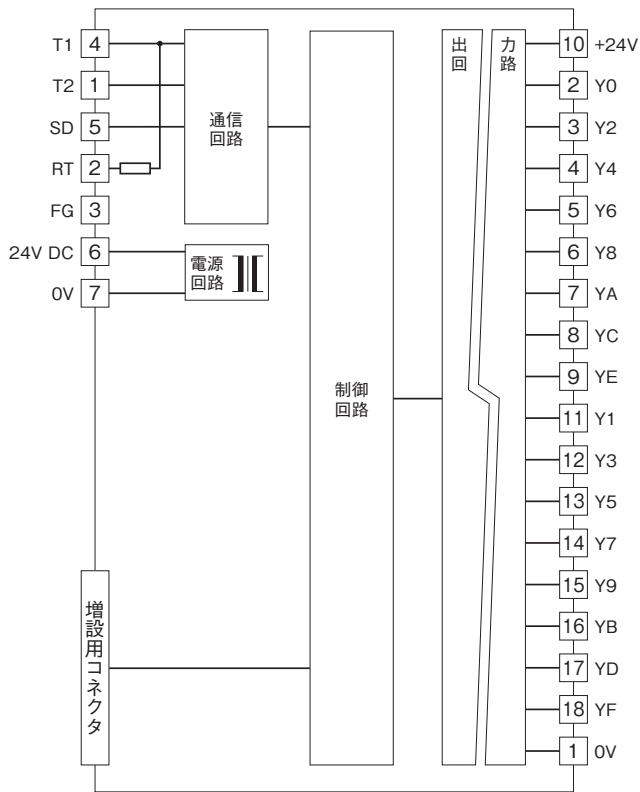 T1 4
T2 1
SD 5
RT 2
FG 3
24V DC 6
0V 7
通信
回路
電源
回路
増設用コネクタ
制御
回路
出力
回路
10 +24V
2 Y0
3 Y2
4 Y4
5 Y6
6 Y8
7 YA
8 YC
9 YE
11 Y1
12 Y3
13 Y5
14 Y7
15 Y9
16 YB
17 YD
18 YF
1 0V